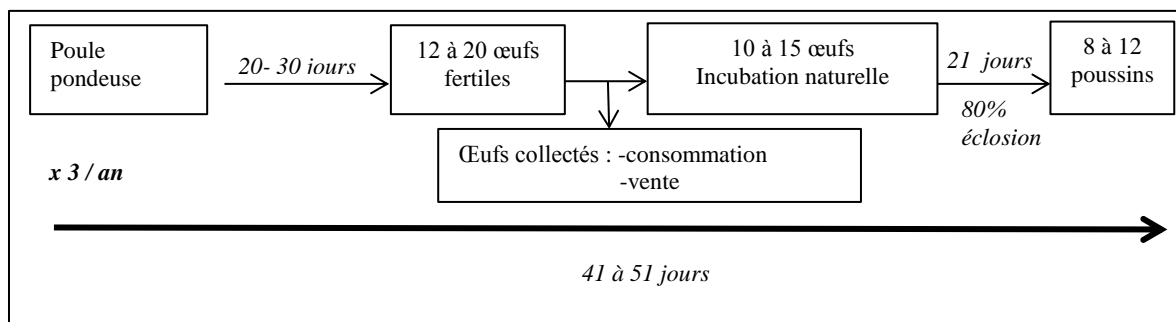 Poule
pondeuse
20- 30 iours
12 à 20 œufs
fertiles
10 à 15 œufs
Incubation naturelle
21 jours
80%
éclosion
8 à 12
poussins
Œufs collectés : -consommation
-vente
x 3 / an
41 à 51 jours